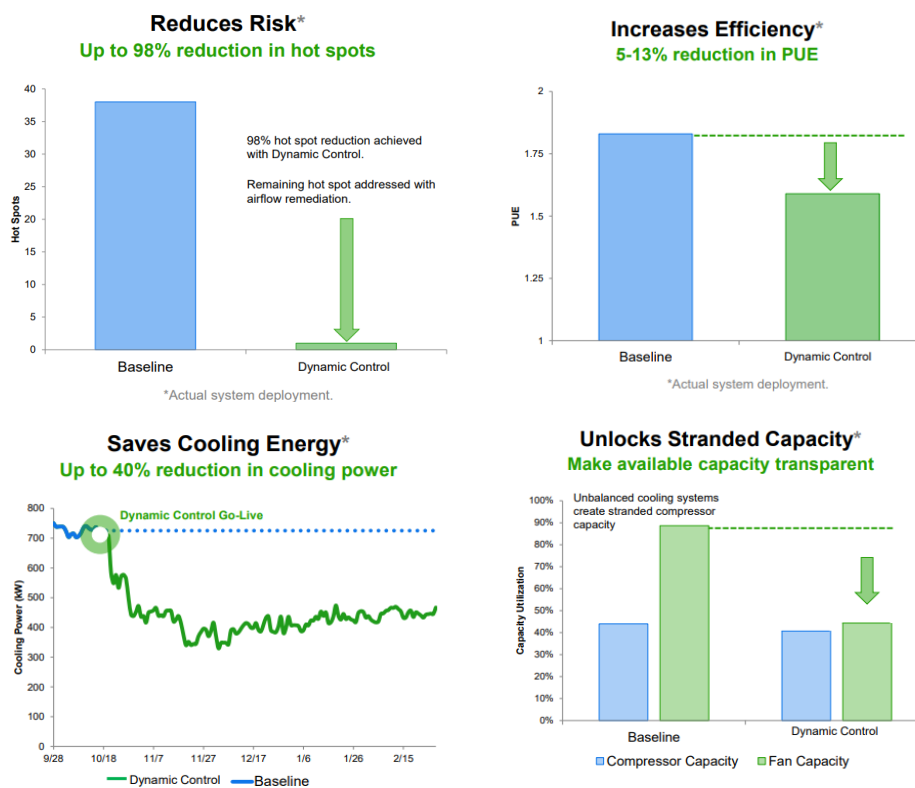 Reduces Risk*
Up to 98% reduction in hot spots
40
35
30
25
20
15
10
5
0
Hot Spots
98% hot spot reduction achieved
with Dynamic Control.
Remaining hot spot addressed with
airflow remediation.
Baseline
Dynamic Control
*Actual system deployment.
Increases Efficiency*
5-13% reduction in PUE
2
1.75
1.5
1.25
1
PUE
Baseline
Dynamic Control
*Actual system deployment.
Saves Cooling Energy*
Up to 40% reduction in cooling power
800
700
600
500
400
300
200
100
0
Cooling Power (kW)
Dynamic Control Go-Live
9/28 10/18 11/7 11/27 12/17 1/6 1/26 2/15
Dynamic Control Baseline
Unlocks Stranded Capacity*
Make available capacity transparent
100%
90%
80%
70%
60%
50%
40%
30%
20%
10%
0%
Capacity Utilization
Unbalanced cooling systems
create stranded compressor
capacity
Baseline
Dynamic Control
Compressor Capacity Fan Capacity